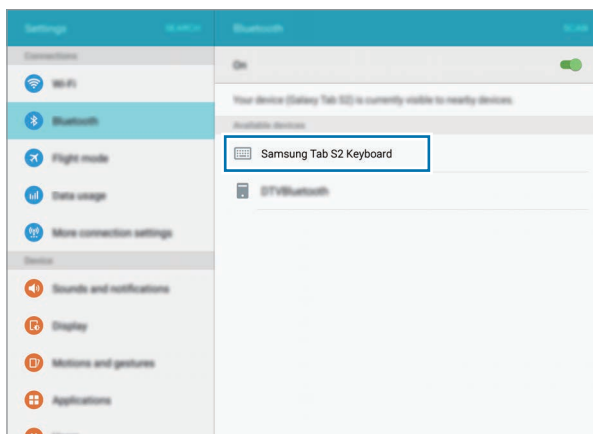 Settings SEARCH
Bluetooth SCAN
Connections
Wi-Fi
Bluetooth
Flight mode
Data usage
More connection settings
Device
Sounds and notifications
Display
Motions and gestures
Applications
On
Your device (Galaxy Tab S2) is currently visible to nearby devices.
Available devices
Samsung Tab S2 Keyboard
DTVBluetooth